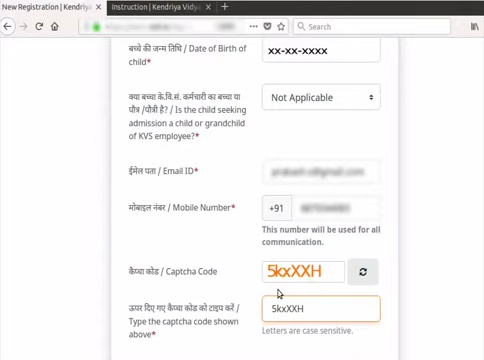 New Registration | Kendriya
Instruction | Kendriya Vidya
Search
बच्चे की जन्म तिथि / Date of Birth of
child*
xx-xx-xxxx
क्या बच्चा के.वि.सं. कर्मचारी का बच्चा या
पौत्र /पौत्री है? / Is the child seeking
admission a child or grandchild
of KVS employee?*
Not Applicable
ईमेल पता / Email ID*
मोबाइल नंबर / Mobile Number*
+91
This number will be used for all
communication.
कैप्चा कोड / Captcha Code
5kxXXH
ऊपर दिए गए कैप्चा कोड को टाइप करें /
Type the captcha code shown
above*
5kxXXH
Letters are case sensitive.